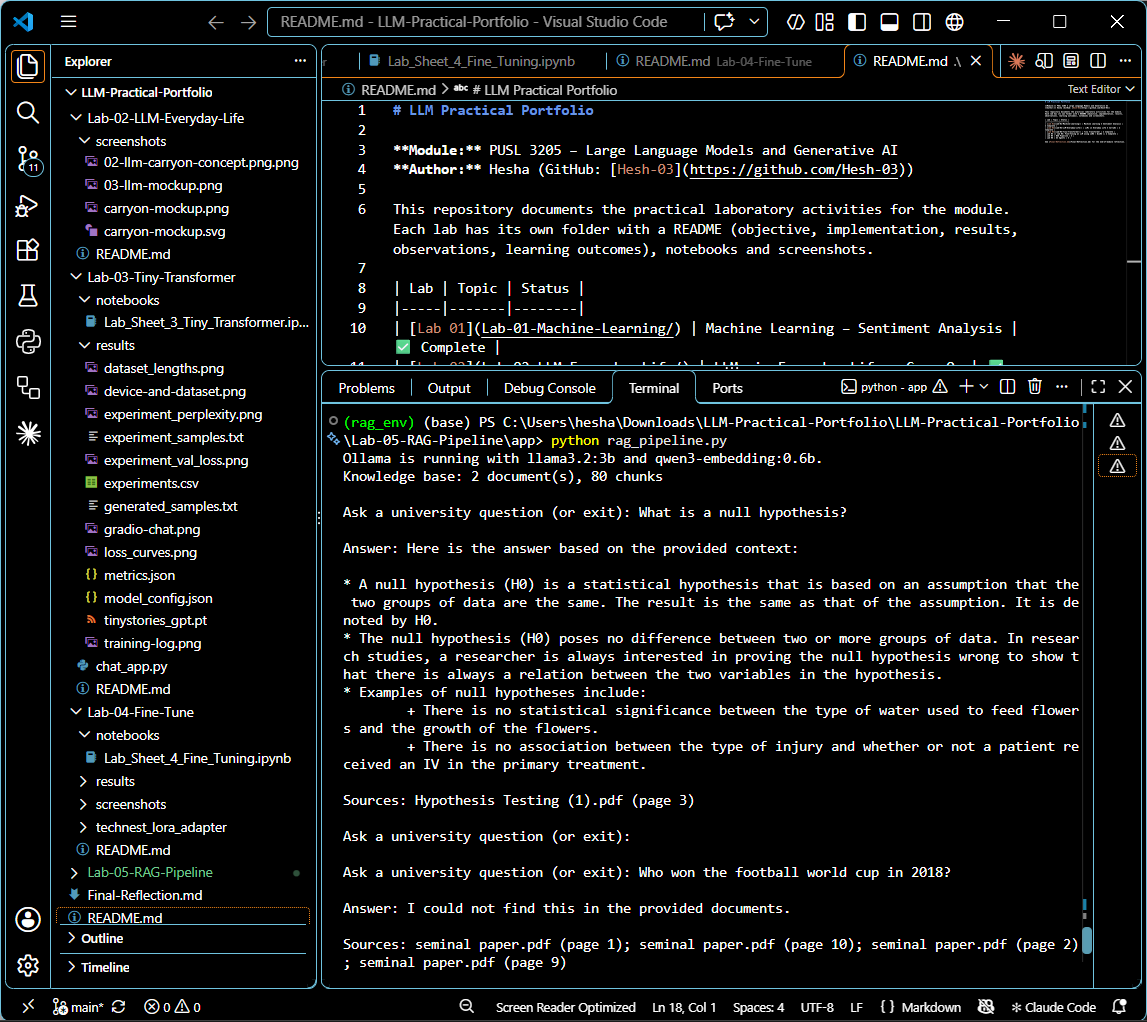 README.md - LLM-Practical-Portfolio - Visual Studio Code
Explorer
LLM-Practical-Portfolio
Lab-02-LLM-Everyday-Life
screenshots
02-llm-carryon-concept.png.png
03-llm-mockup.png
carryon-mockup.png
carryon-mockup.svg
README.md
Lab-03-Tiny-Transformer
notebooks
Lab_Sheet_3_Tiny_Transformer.ip...
results
dataset_lengths.png
device-and-dataset.png
experiment_perplexity.png
experiment_samples.txt
experiment_val_loss.png
experiments.csv
generated_samples.txt
gradio-chat.png
loss_curves.png
metrics.json
model_config.json
tinystories_gpt.pt
training-log.png
chat_app.py
README.md
Lab-04-Fine-Tune
notebooks
Lab_Sheet_4_Fine_Tuning.ipynb
results
screenshots
technest_lora_adapter
README.md
Lab-05-RAG-Pipeline
Final-Reflection.md
README.md
Outline
Timeline
11
r Lab_Sheet_4_Fine_Tuning.ipynb README.md Lab-04-Fine-Tune README.md .\
README.md > abc # LLM Practical Portfolio Text Editor
1 # LLM Practical Portfolio
2
3 **Module:** PUSL 3205 – Large Language Models and Generative AI
4 **Author:** Hesha (GitHub: [Hesh-03](https://github.com/Hesh-03))
5
6 This repository documents the practical laboratory activities for the module.
Each lab has its own folder with a README (objective, implementation, results,
observations, learning outcomes), notebooks and screenshots.
7
8 | Lab | Topic | Status |
9 |-----|-------|--------|
10 | [Lab 01](Lab-01-Machine-Learning/) | Machine Learning – Sentiment Analysis |
✅ Complete |
Problems Output Debug Console Terminal Ports python - app
(rag_env) (base) PS C:\Users\hesha\Downloads\LLM-Practical-Portfolio\LLM-Practical-Portfolio
\Lab-05-RAG-Pipeline\app> python rag_pipeline.py
Ollama is running with llama3.2:3b and qwen3-embedding:0.6b.
Knowledge base: 2 document(s), 80 chunks
Ask a university question (or exit): What is a null hypothesis?
Answer: Here is the answer based on the provided context:
* A null hypothesis (H0) is a statistical hypothesis that is based on an assumption that the
two groups of data are the same. The result is the same as that of the assumption. It is de
noted by H0.
* The null hypothesis (H0) poses no difference between two or more groups of data. In resear
ch studies, a researcher is always interested in proving the null hypothesis wrong to show t
hat there is always a relation between the two variables in the hypothesis.
* Examples of null hypotheses include:
+ There is no statistical significance between the type of water used to feed flower
s and the growth of the flowers.
+ There is no association between the type of injury and whether or not a patient re
ceived an IV in the primary treatment.
Sources: Hypothesis Testing (1).pdf (page 3)
Ask a university question (or exit):
Ask a university question (or exit): Who won the football world cup in 2018?
Answer: I could not find this in the provided documents.
Sources: seminal paper.pdf (page 1); seminal paper.pdf (page 10); seminal paper.pdf (page 2)
; seminal paper.pdf (page 9)
main* 0 0 Screen Reader Optimized Ln 18, Col 1 Spaces: 4 UTF-8 LF {} Markdown Claude Code